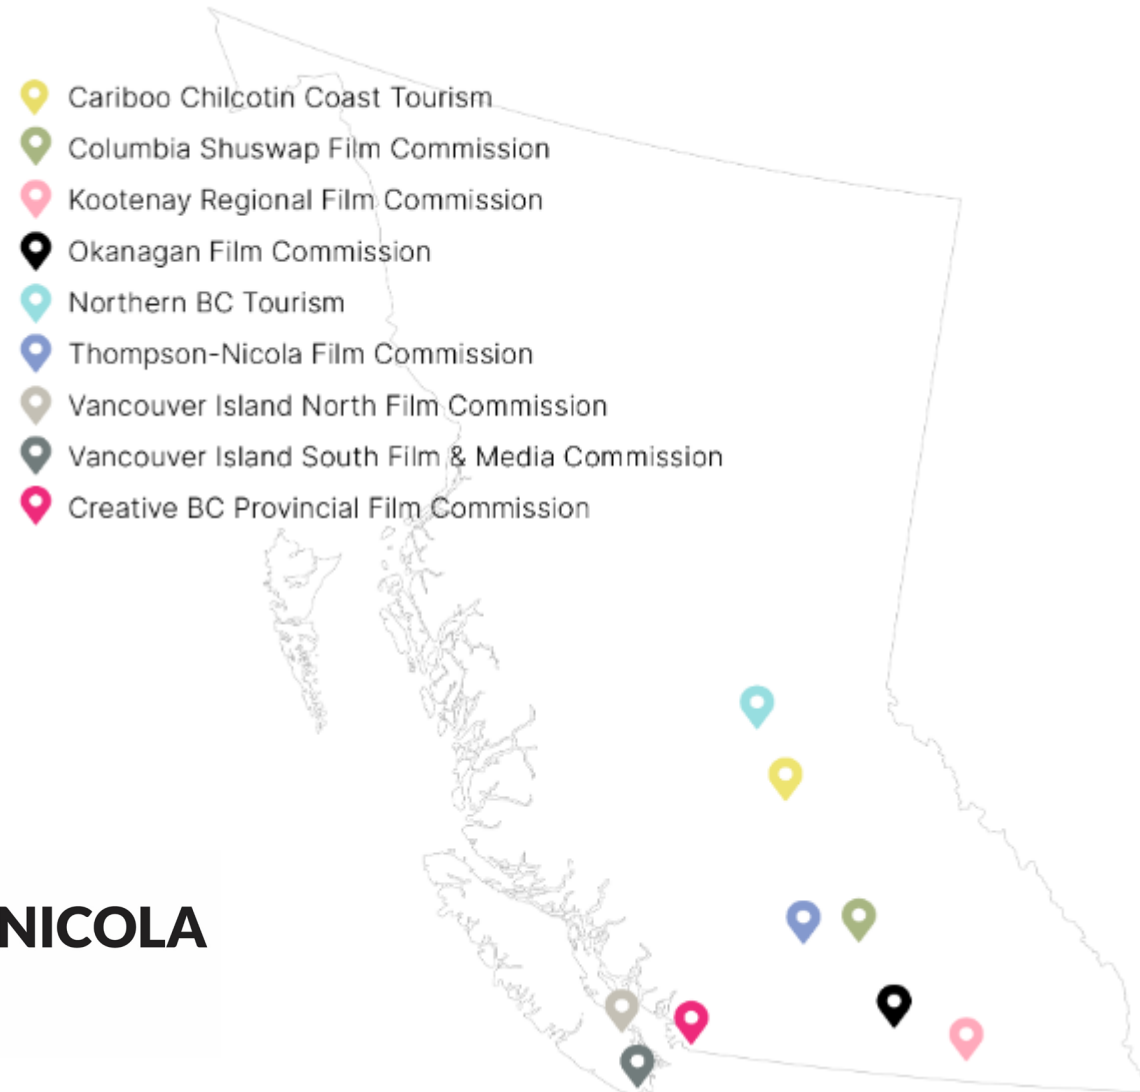 Cariboo Chilcotin Coast Tourism
Columbia Shuswap Film Commission
Kootenay Regional Film Commission
Okanagan Film Commission
Northern BC Tourism
Thompson-Nicola Film Commission
Vancouver Island North Film Commission
Vancouver Island South Film & Media Commission
Creative BC Provincial Film Commission
NICOLA